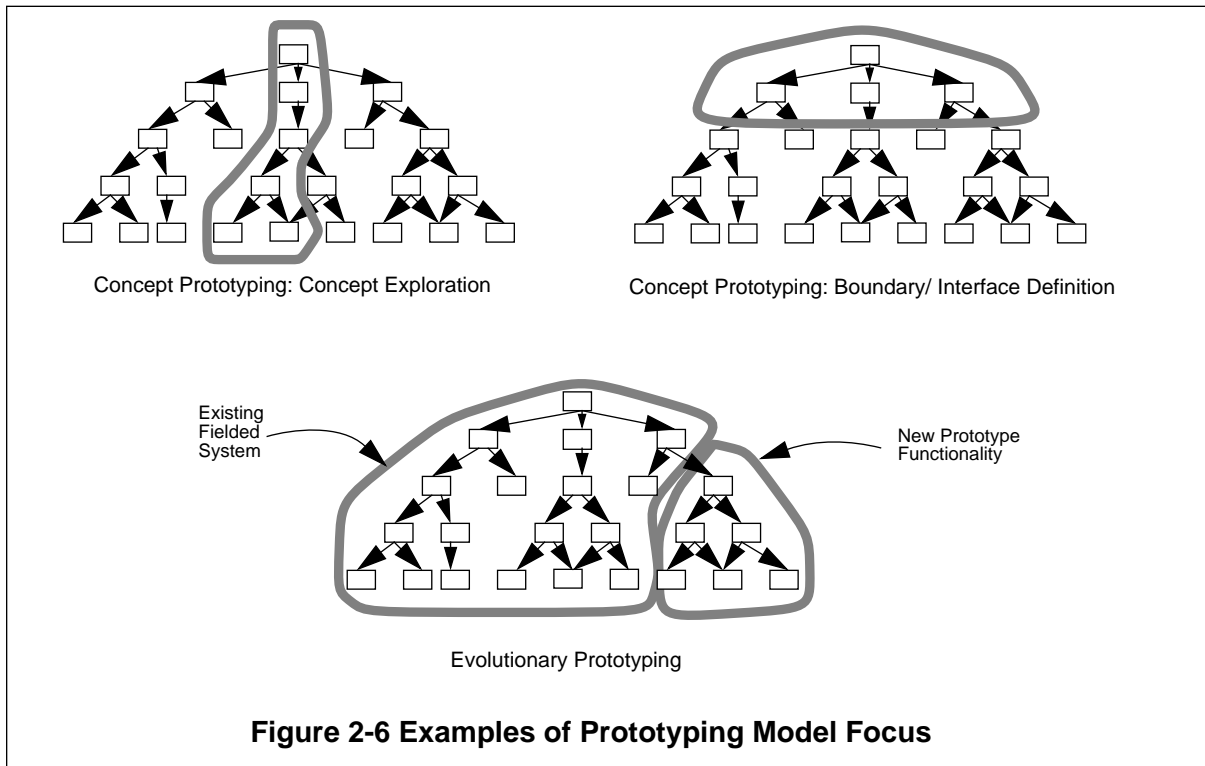 Concept Prototyping: Concept Exploration
Concept Prototyping: Boundary/ Interface Definition
Existing
Fielded
System
New Prototype
Functionality
Evolutionary Prototyping
Figure 2-6 Examples of Prototyping Model Focus